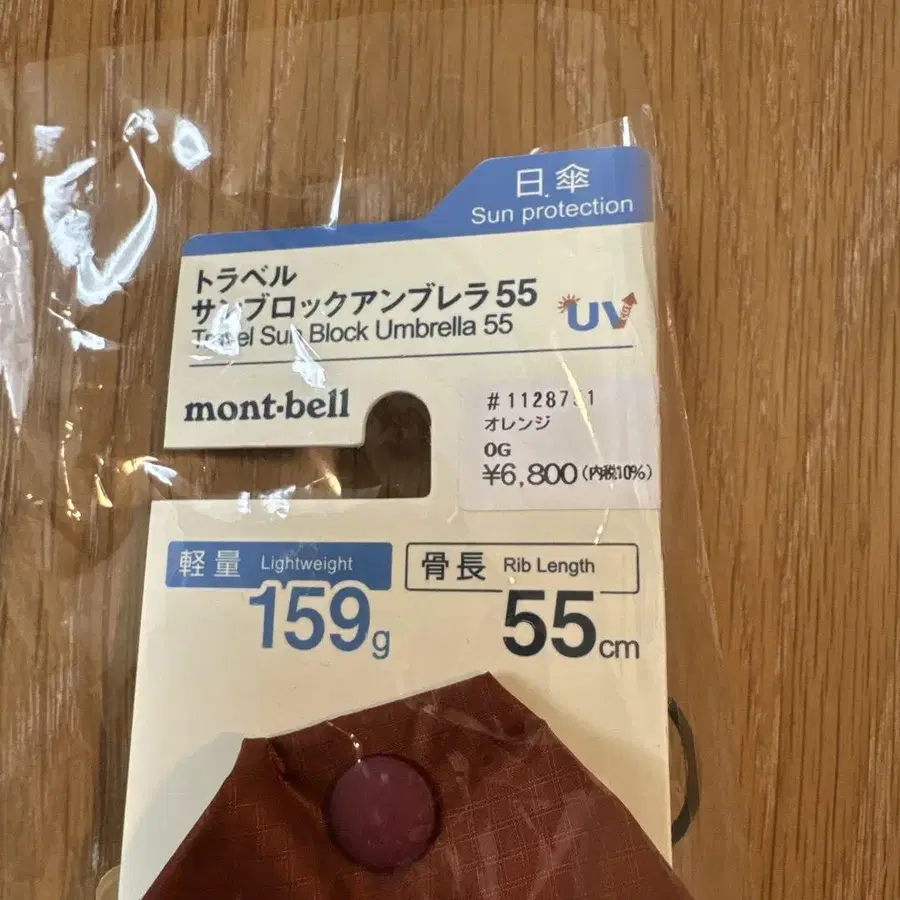 日傘
Sun protection
トラベル
サンブロックアンブレラ55
Travel Sun Block Umbrella 55
UV
mont-bell
オレンジ
OG
¥6,800(内税10%)
軽量 Lightweight
159g
骨長 Rib Length
55cm